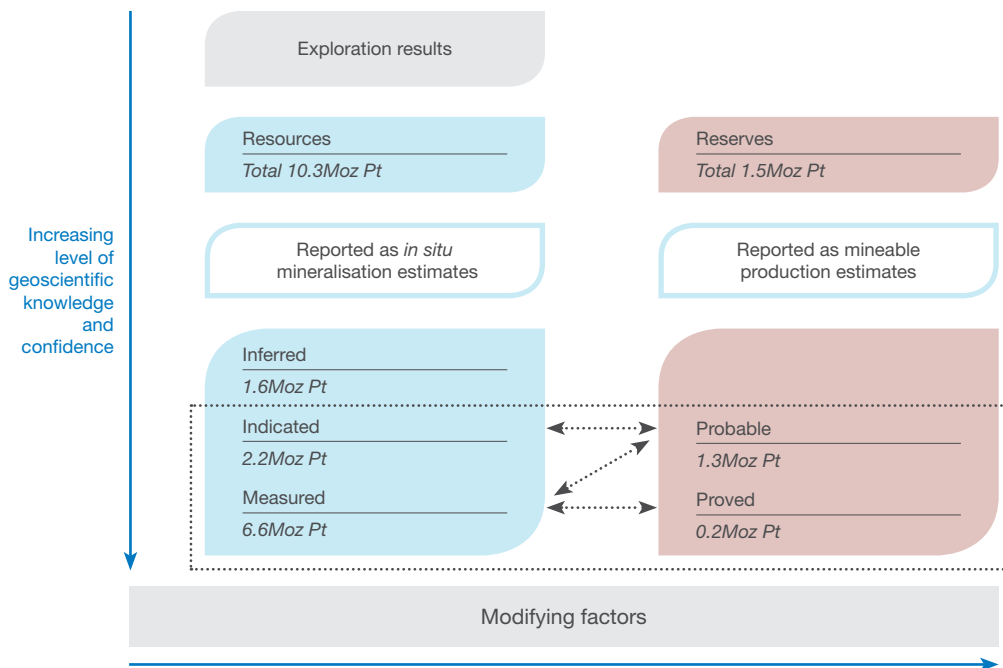 Exploration results
Resources
Total 10.3Moz Pt
Reserves
Total 1.5Moz Pt
Increasing
level of
geoscientific
knowledge
and
confidence
Reported as in situ
mineralisation estimates
Reported as mineable
production estimates
Inferred
1.6Moz Pt
Indicated
2.2Moz Pt
Measured
6.6Moz Pt
Probable
1.3Moz Pt
Proved
0.2Moz Pt
Modifying factors